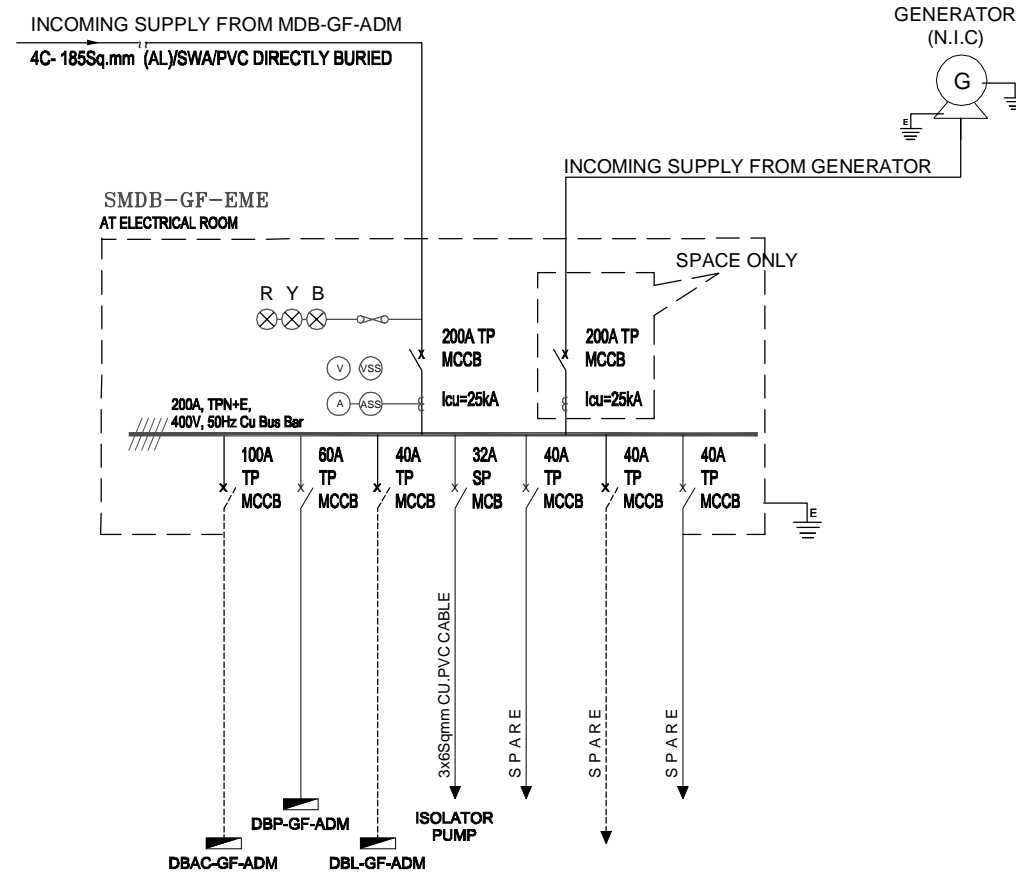 GENERATOR
(N.I.C)
G
E
INCOMING SUPPLY FROM MDB-GF-ADM
4C- 185Sq.mm (AL)/SWA/PVC DIRECTLY BURIED
INCOMING SUPPLY FROM GENERATOR
SMDB-GF-EME
AT ELECTRICAL ROOM
SPACE ONLY
R Y B
200A TP
MCCB
Icu=25kA
200A TP
MCCB
Icu=25kA
V VSS
A ASS
200A, TPN+E,
400V, 50Hz Cu Bus Bar
100A
TP
MCCB
60A
TP
MCCB
40A
TP
MCCB
32A
SP
MCB
40A
TP
MCCB
40A
TP
MCCB
40A
TP
MCCB
E
3x6Sqmm CU.PVC CABLE
SPARE
SPARE
SPARE
DBAC-GF-ADM
DBP-GF-ADM
DBL-GF-ADM
ISOLATOR
PUMP